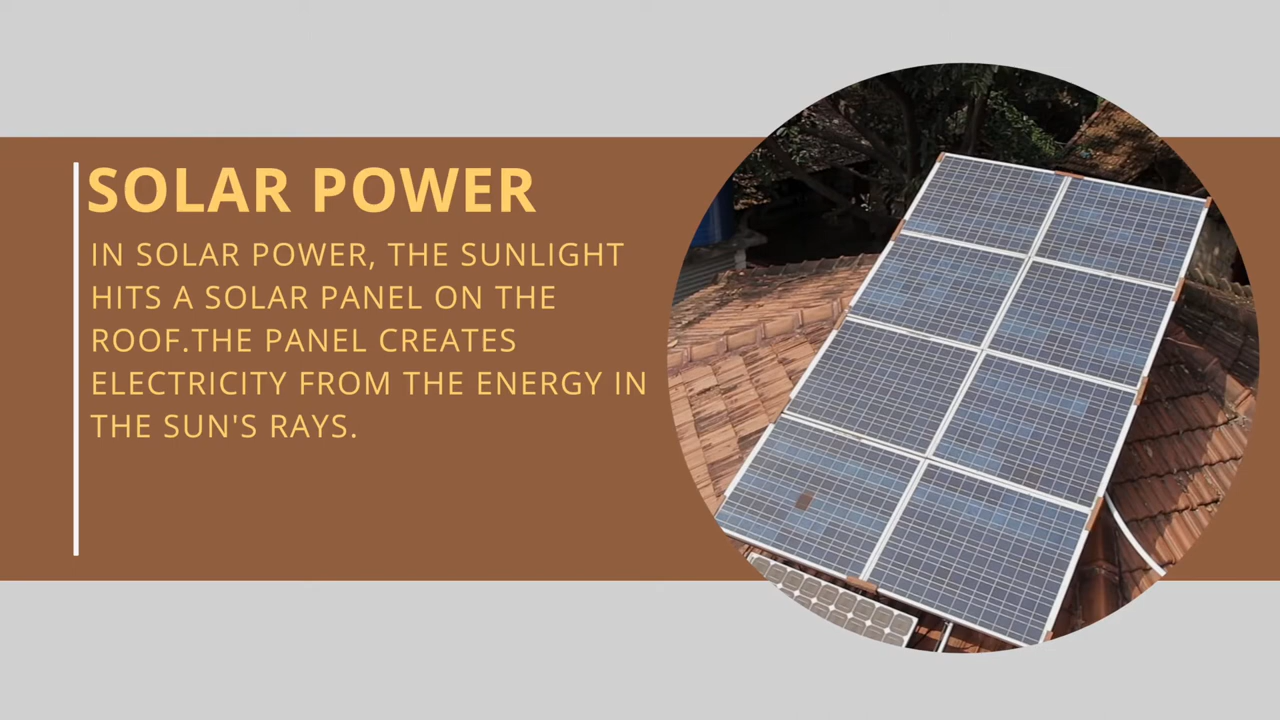 SOLAR POWER
IN SOLAR POWER, THE SUNLIGHT
HITS A SOLAR PANEL ON THE
ROOF.THE PANEL CREATES
ELECTRICITY FROM THE ENERGY IN
THE SUN'S RAYS.